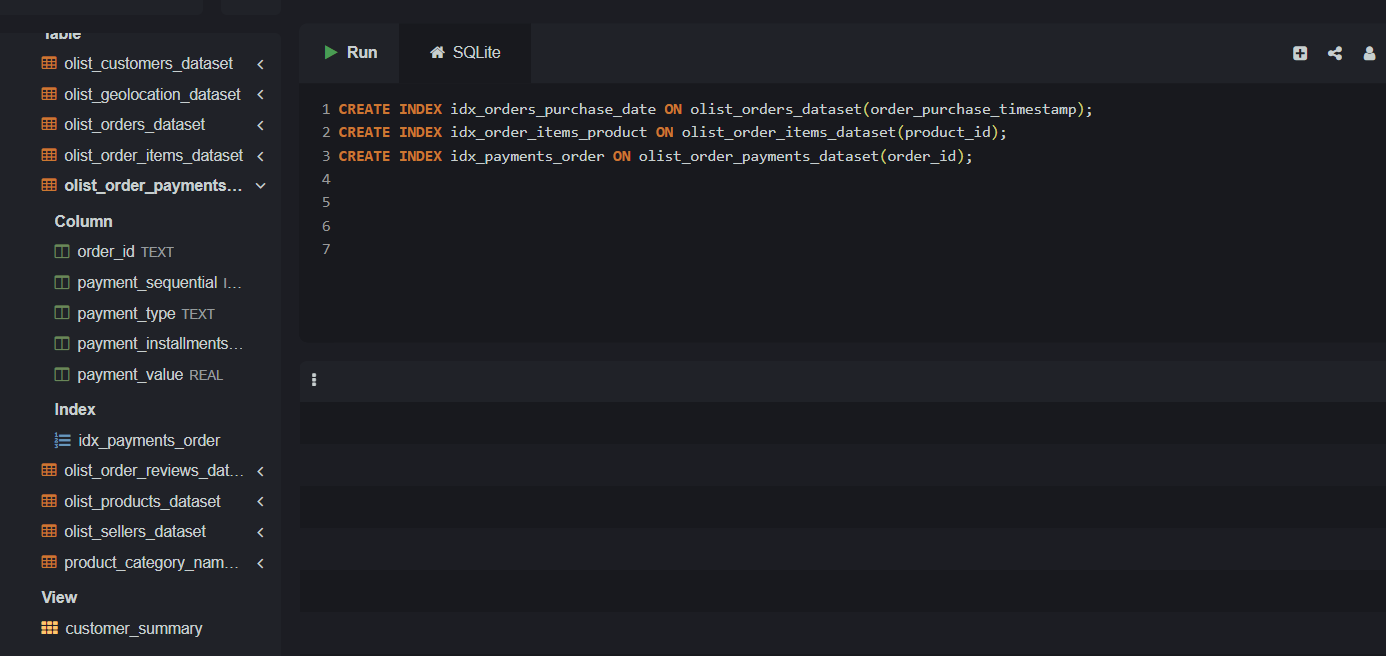 Table
olist_customers_dataset
olist_geolocation_dataset
olist_orders_dataset
olist_order_items_dataset
olist_order_payments...
Column
order_id TEXT
payment_sequential I...
payment_type TEXT
payment_installments...
payment_value REAL
Index
idx_payments_order
olist_order_reviews_dat...
olist_products_dataset
olist_sellers_dataset
product_category_nam...
View
customer_summary
Run SQLite
1 CREATE INDEX idx_orders_purchase_date ON olist_orders_dataset(order_purchase_timestamp);
2 CREATE INDEX idx_order_items_product ON olist_order_items_dataset(product_id);
3 CREATE INDEX idx_payments_order ON olist_order_payments_dataset(order_id);
4
5
6
7